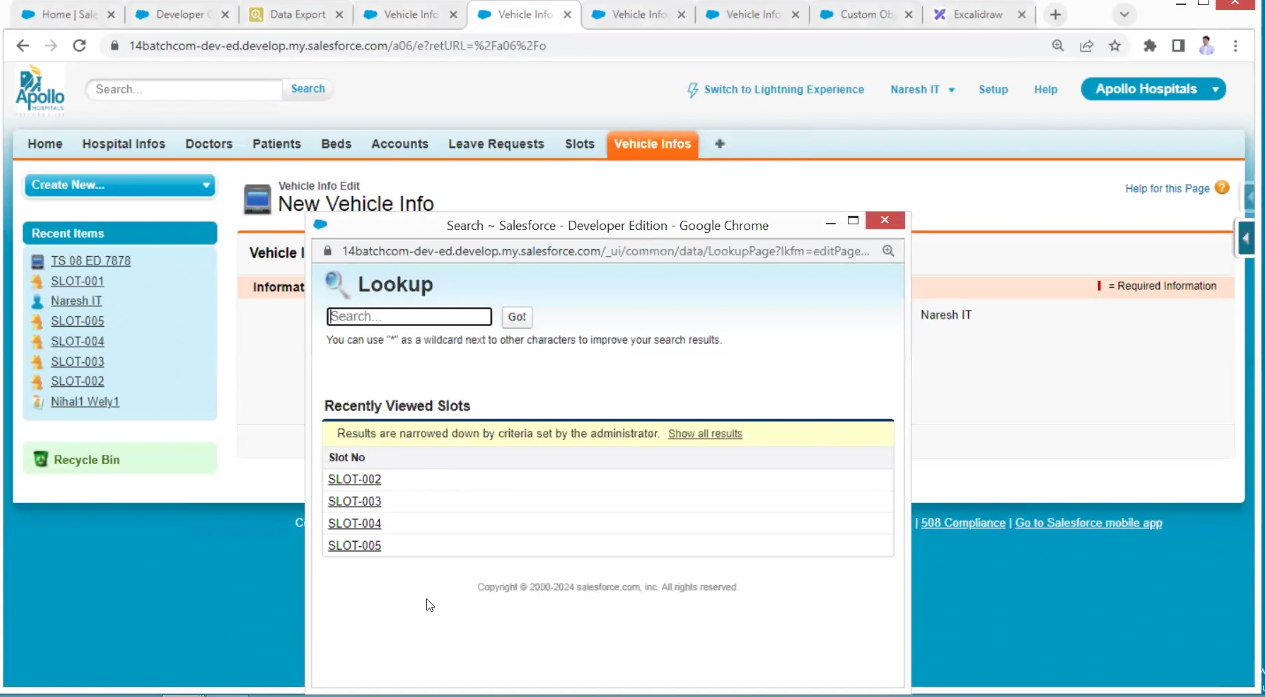 Home | Sale
Developer C
Data Export
Vehicle Info
Vehicle Info
Vehicle Info
Vehicle Info
Custom Obj
Excalidraw
14batchcom-dev-ed.develop.my.salesforce.com/a06/e?retURL=%2Fa06%2Fo
Apollo
HOSPITALS
Search...
Search
Switch to Lightning Experience
Naresh IT
Setup
Help
Apollo Hospitals
Home
Hospital Infos
Doctors
Patients
Beds
Accounts
Leave Requests
Slots
Vehicle Infos
Create New...
Recent Items
TS 08 ED 7878
SLOT-001
Naresh IT
SLOT-005
SLOT-004
SLOT-003
SLOT-002
Nihal1 Wely1
Recycle Bin
Vehicle Info Edit
New Vehicle Info
Help for this Page
Vehicle I
Informat
= Required Information
Naresh IT
Search ~ Salesforce - Developer Edition - Google Chrome
14batchcom-dev-ed.develop.my.salesforce.com/_ui/common/data/LookupPage?lkfm=editPage...
Lookup
Search...
Go!
You can use "*" as a wildcard next to other characters to improve your search results.
Recently Viewed Slots
Results are narrowed down by criteria set by the administrator. Show all results
Slot No
SLOT-002
SLOT-003
SLOT-004
SLOT-005
Copyright © 2000-2024 salesforce.com, inc. All rights reserved.
| 508 Compliance | Go to Salesforce mobile app